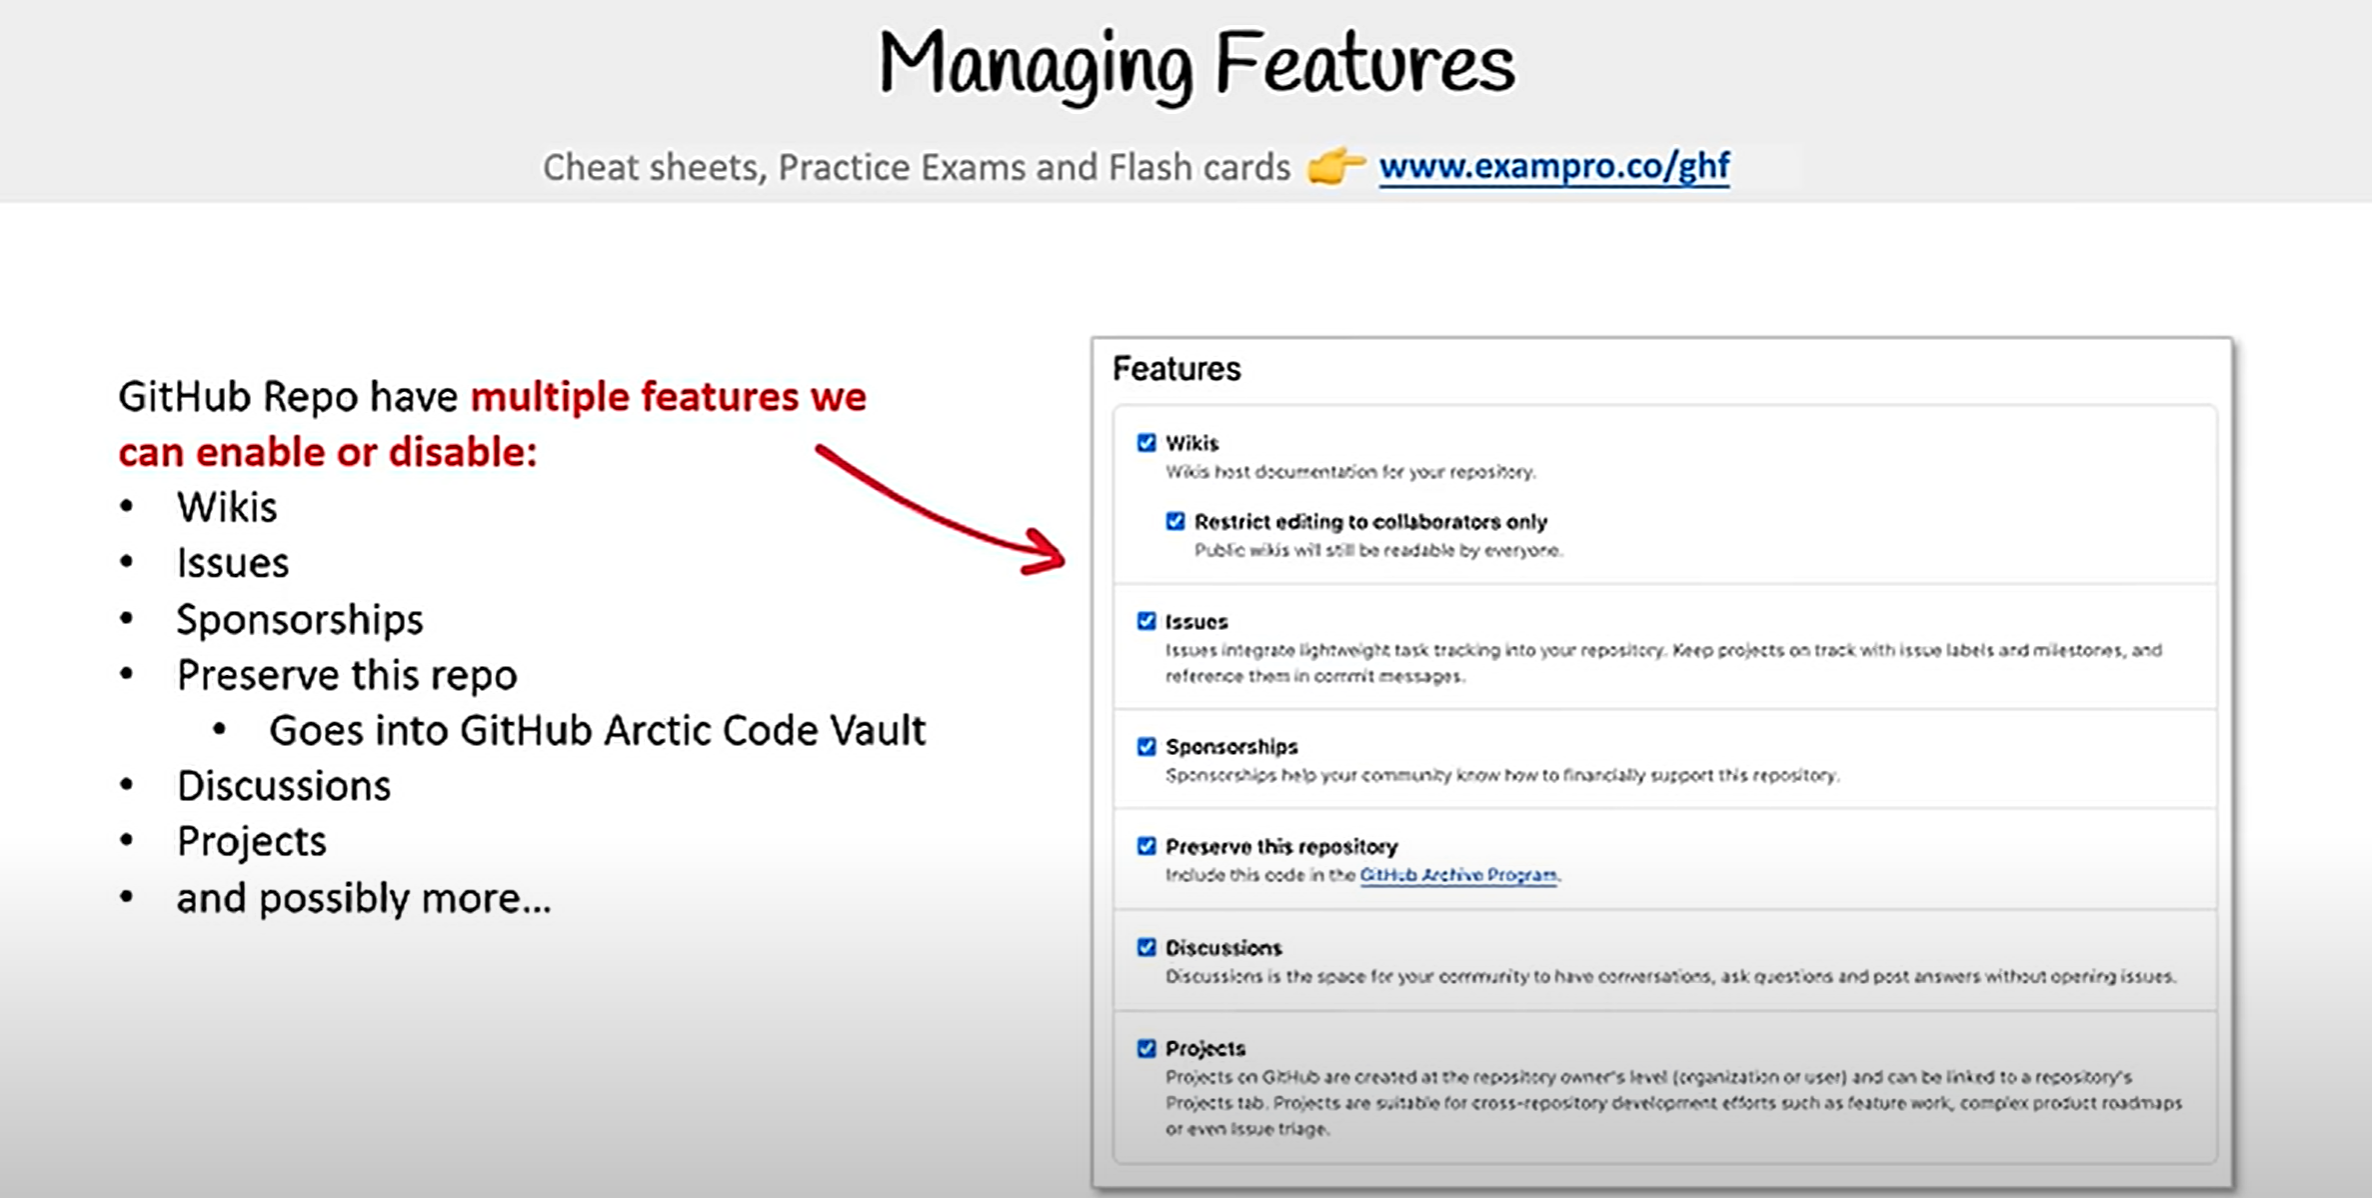 Managing Features
Cheat sheets, Practice Exams and Flash cards 👉 www.exampro.co/ghf
GitHub Repo have multiple features we
can enable or disable:
• Wikis
• Issues
• Sponsorships
• Preserve this repo
• Goes into GitHub Arctic Code Vault
• Discussions
• Projects
• and possibly more...
Features
Wikis
Wikis host documentation for your repository.
Restrict editing to collaborators only
Public wikis will still be readable by everyone.
Issues
Issues integrate lightweight task tracking into your repository. Keep projects on track with issue labels and milestones, and
reference them in commit messages.
Sponsorships
Sponsorships help your community know how to financially support this repository.
Preserve this repository
Include this code in the GitHub Archive Program.
Discussions
Discussions is the space for your community to have conversations, ask questions and post answers without opening issues.
Projects
Projects on GitHub are created at the repository owner's level (organization or user) and can be linked to a repository's
Projects tab. Projects are suitable for cross-repository development efforts such as feature work, complex product roadmaps
or even issue triage.